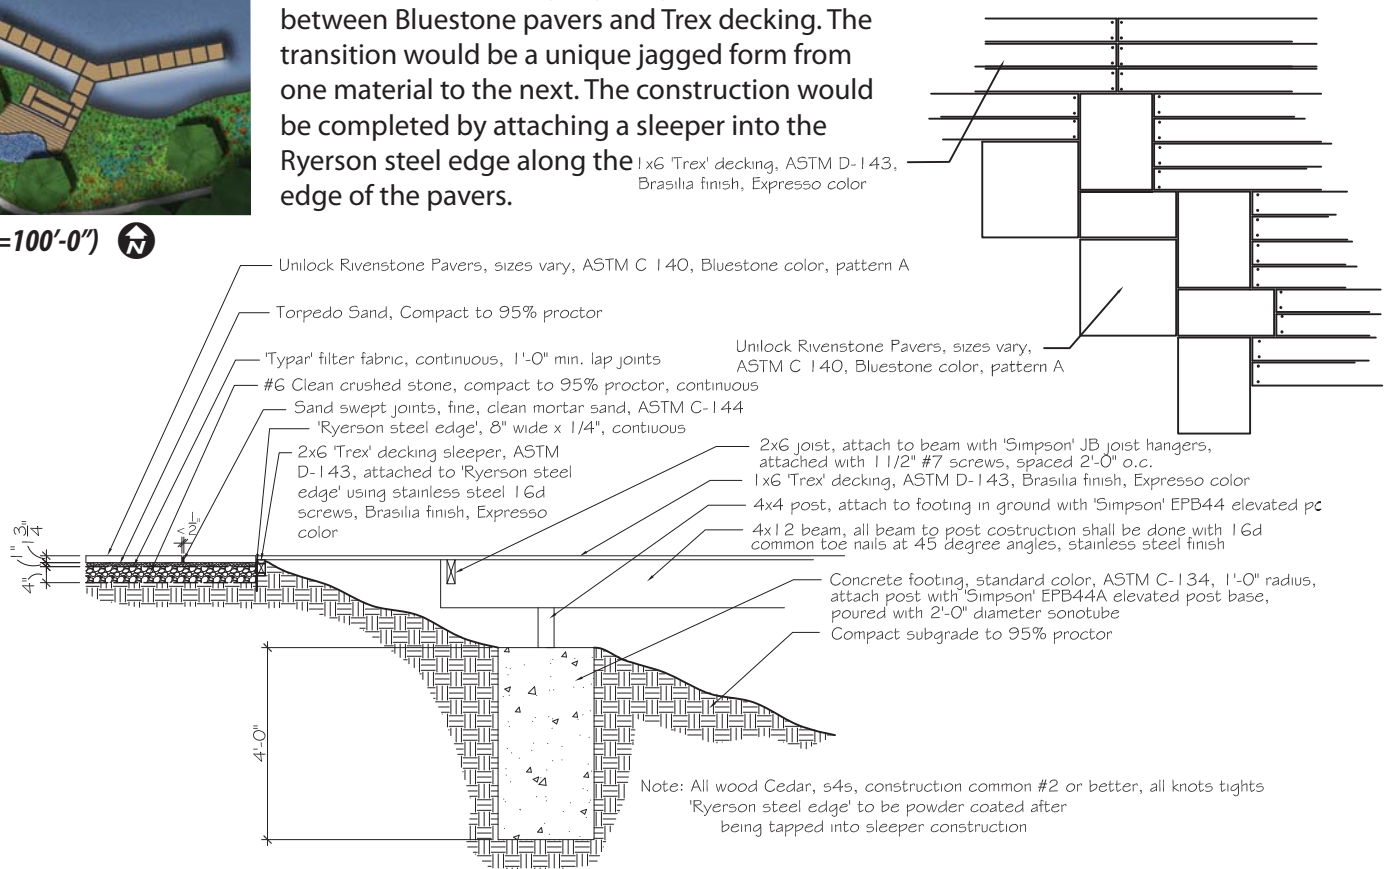 between Bluestone pavers and Trex decking. The
transition would be a unique jagged form from
one material to the next. The construction would
be completed by attaching a sleeper into the
Ryerson steel edge along the
edge of the pavers.
=100'-0")
N
1x6 'Trex' decking, ASTM D-143,
Brasilia finish, Expresso color
Unilock Rivenstone Pavers, sizes vary,
ASTM C 140, Bluestone color, pattern A
Unilock Rivenstone Pavers, sizes vary, ASTM C 140, Bluestone color, pattern A
Torpedo Sand, Compact to 95% proctor
'Typar' filter fabric, continuous, 1'-0" min. lap joints
#6 Clean crushed stone, compact to 95% proctor, continuous
Sand swept joints, fine, clean mortar sand, ASTM C-144
'Ryerson steel edge', 8" wide x 1/4", contiuous
2x6 'Trex' decking sleeper, ASTM
D-143, attached to 'Ryerson steel
edge' using stainless steel 16d
screws, Brasilia finish, Expresso
color
2x6 joist, attach to beam with 'Simpson' JB joist hangers,
attached with 1 1/2" #7 screws, spaced 2'-0" o.c.
1x6 'Trex' decking, ASTM D-143, Brasilia finish, Expresso color
4x4 post, attach to footing in ground with 'Simpson' EPB44 elevated
4x12 beam, all beam to post costruction shall be done with 16d
common toe nails at 45 degree angles, stainless steel finish
Concrete footing, standard color, ASTM C-134, 1'-0" radius,
attach post with 'Simpson' EPB44A elevated post base,
poured with 2'-0" diameter sonotube
Compact subgrade to 95% proctor
1 3/4"
1"
4"
< 1/2"
4'-0"
Note: All wood Cedar, s4s, construction common #2 or better, all knots tights
'Ryerson steel edge' to be powder coated after
being tapped into sleeper construction